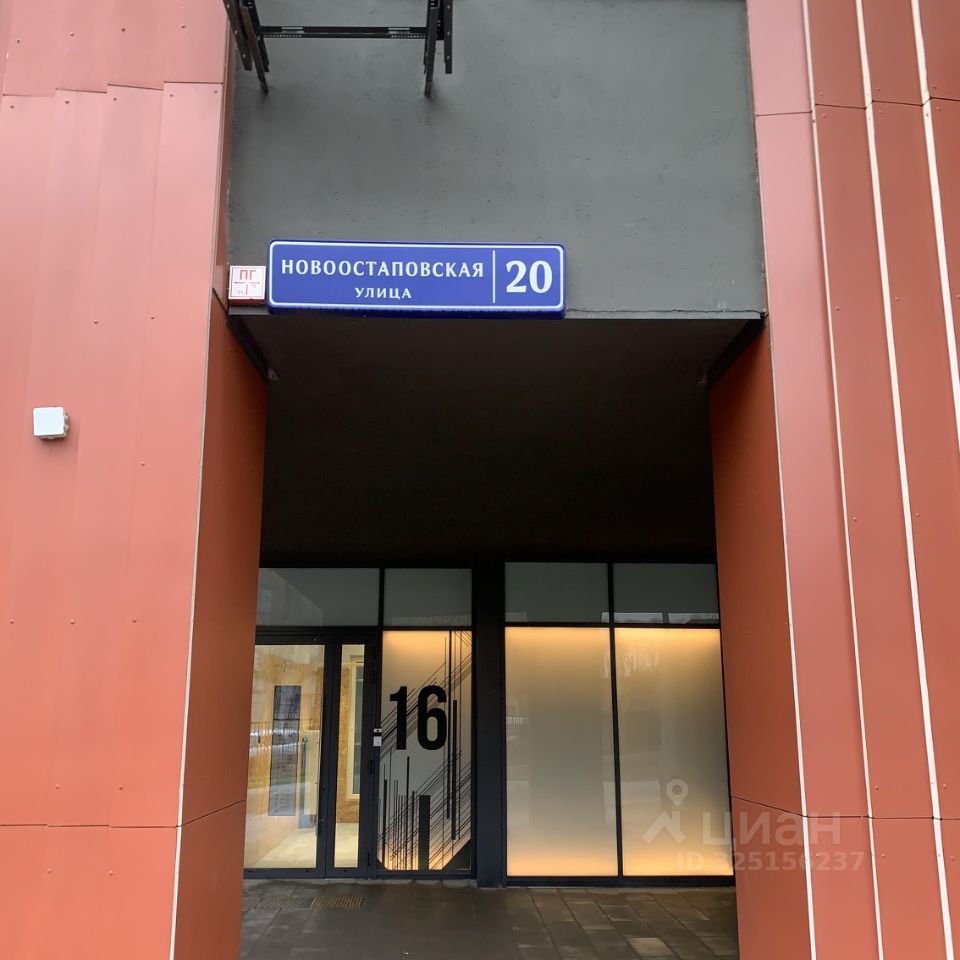 ПГ
НОВООСТАПОВСКАЯ
УЛИЦА
20
16
циан
ID 325156237